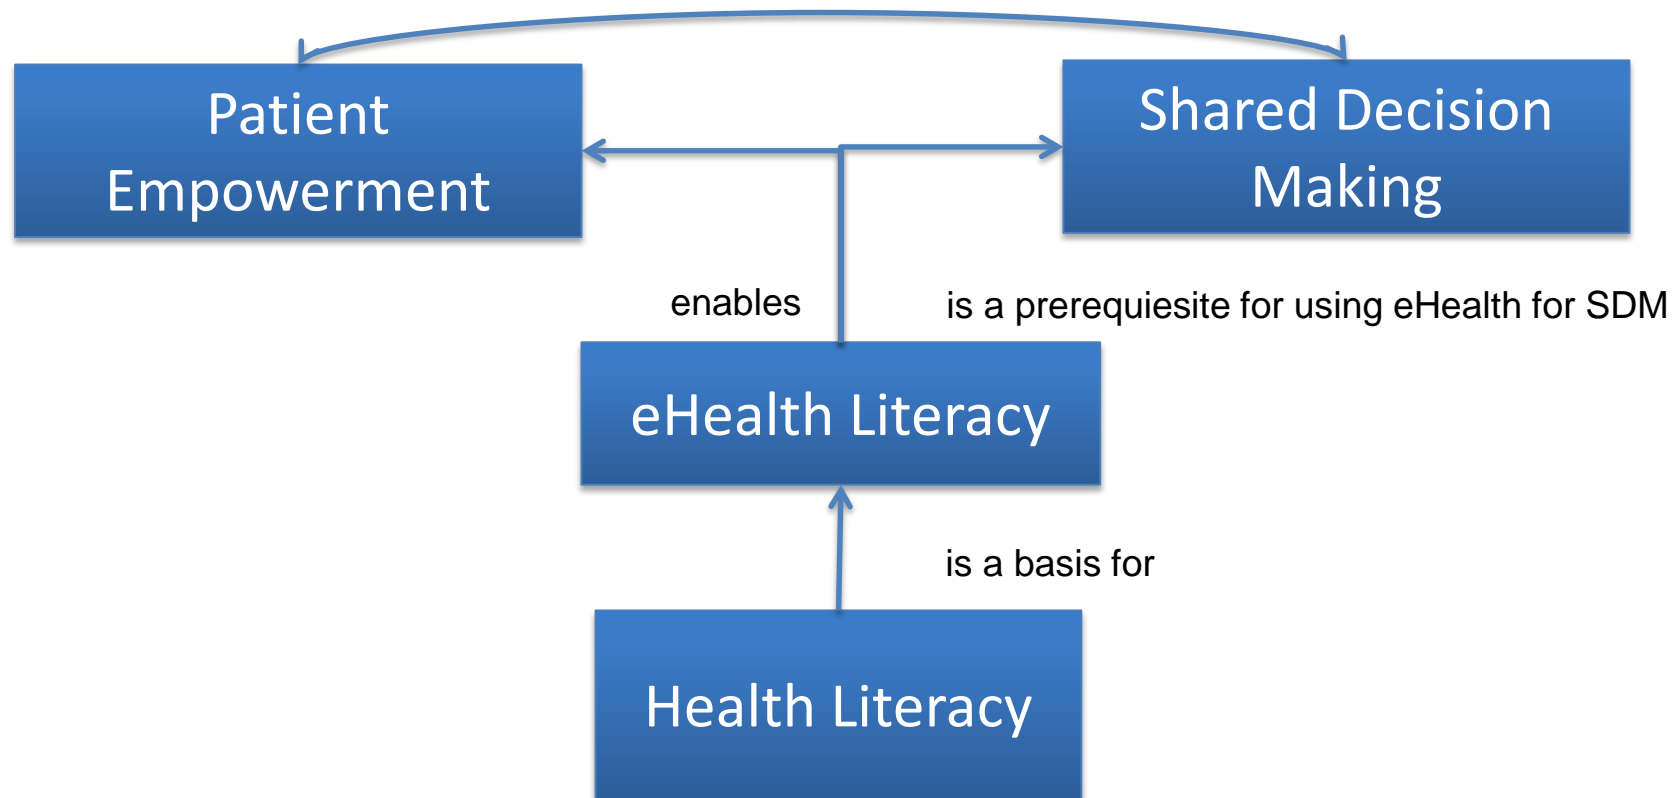 Patient
Empowerment
Shared Decision
Making
enables
is a prerequiesite for using eHealth for SDM
eHealth Literacy
is a basis for
Health Literacy